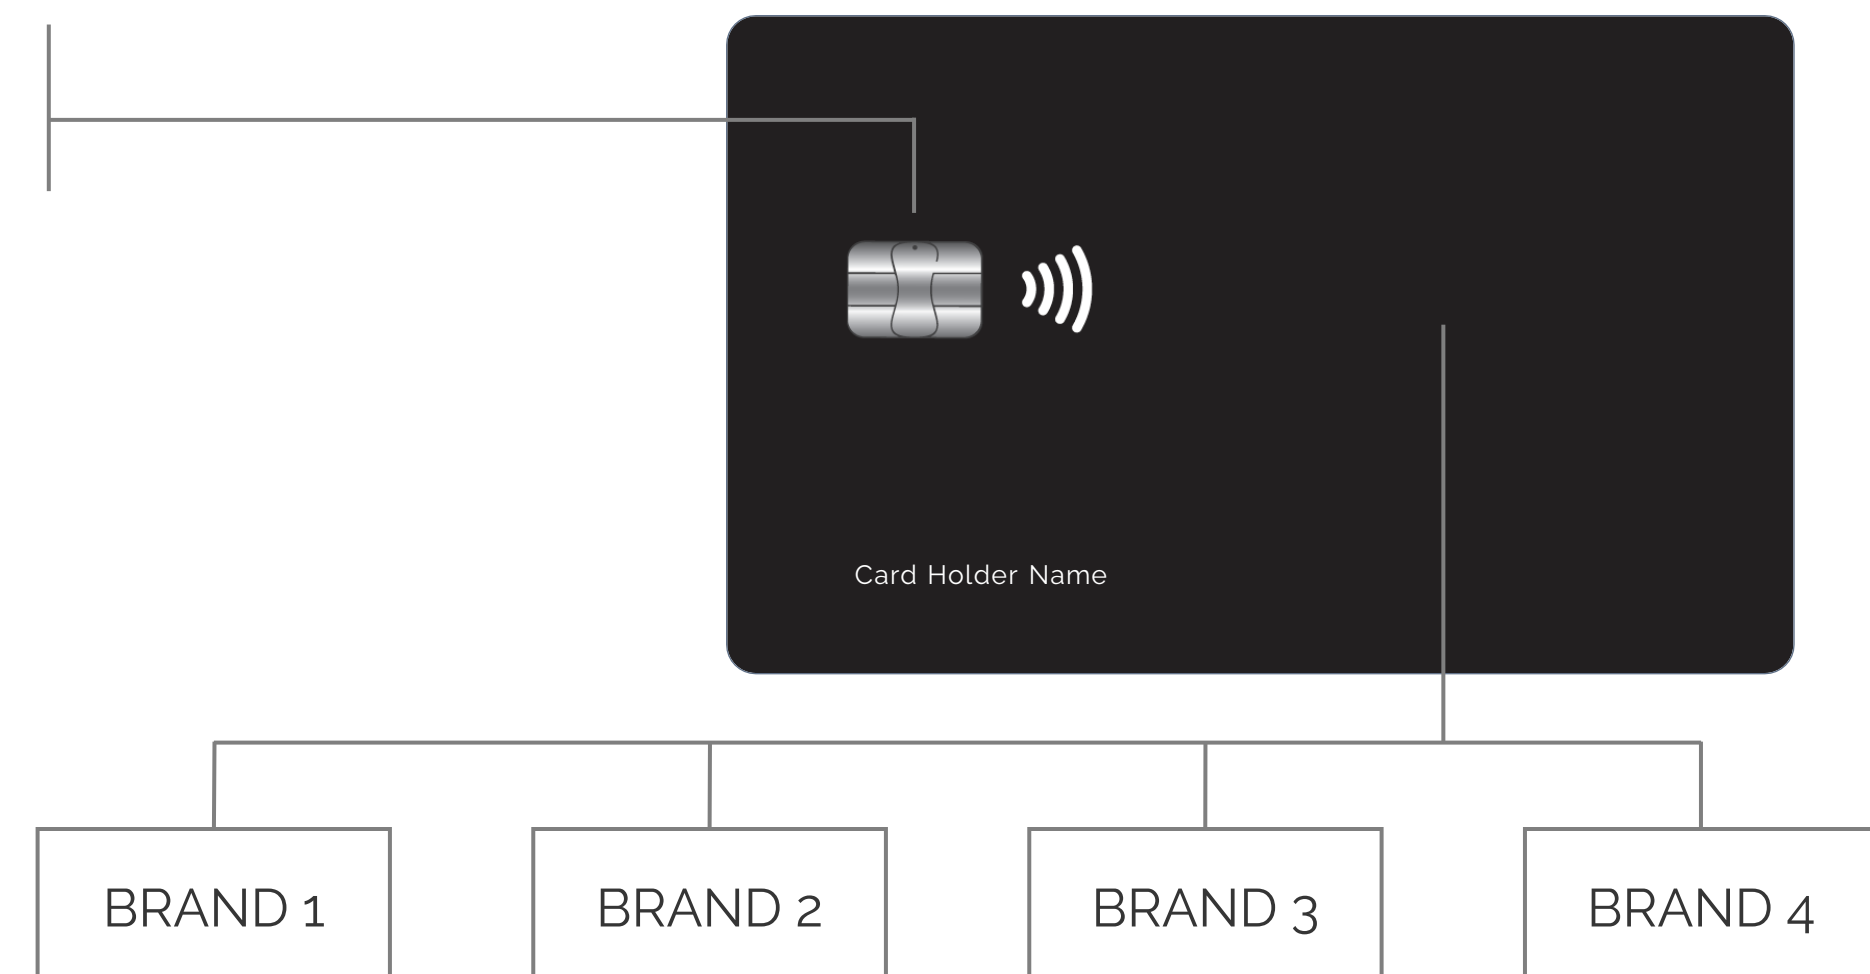 Card Holder Name
BRAND 1
BRAND 2
BRAND 3
BRAND 4